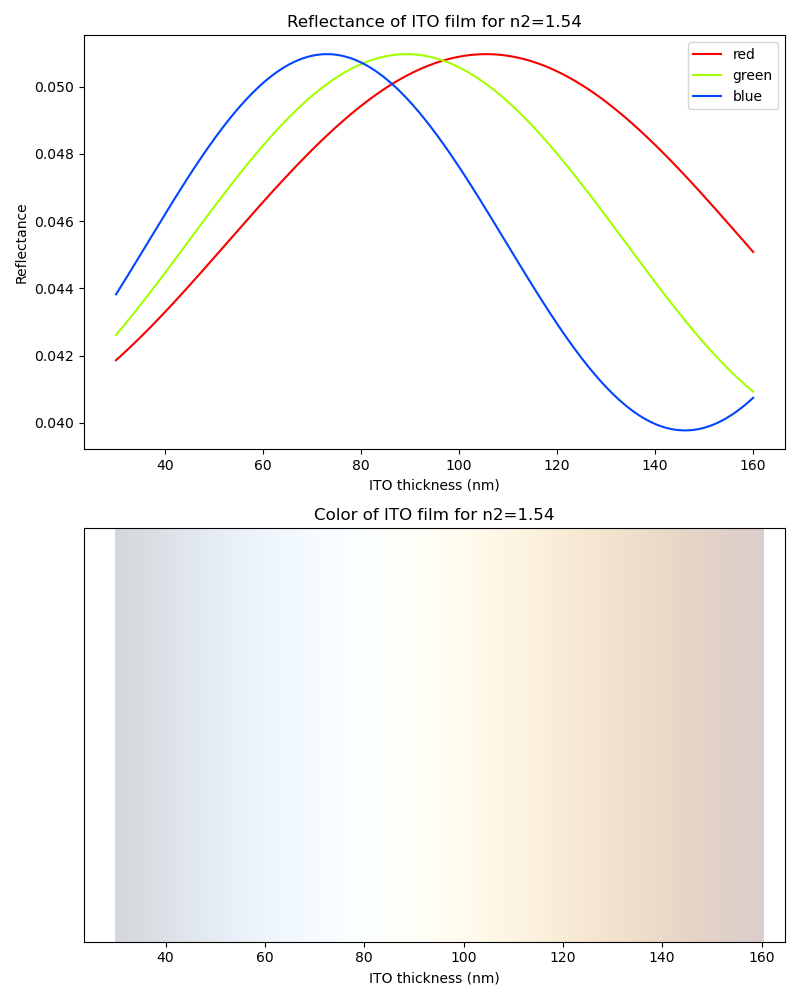 Reflectance of ITO film for n2=1.54
red
green
blue
0.050
0.048
0.046
0.044
0.042
0.040
Reflectance
40 60 80 100 120 140 160
ITO thickness (nm)
Color of ITO film for n2=1.54
40 60 80 100 120 140 160
ITO thickness (nm)